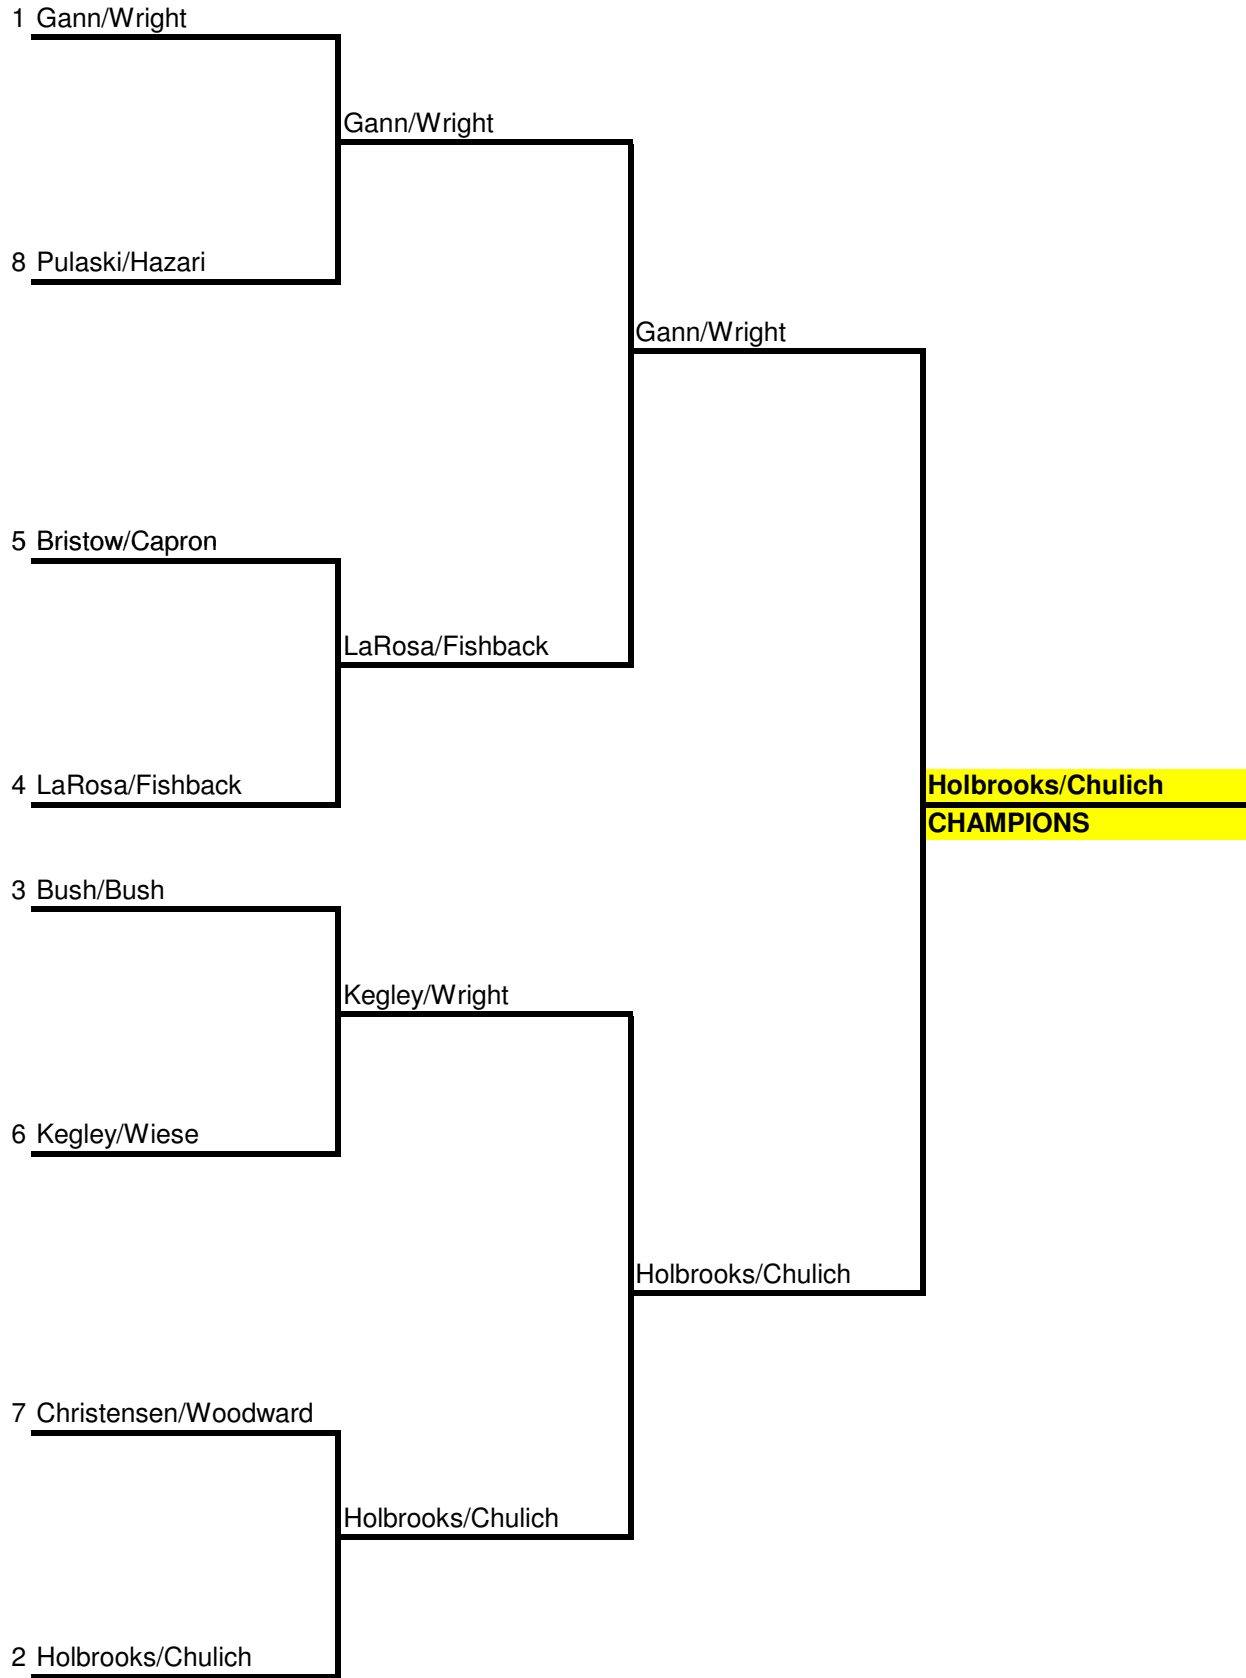 1 Gann/Wright
Gann/Wright
8 Pulaski/Hazari
Gann/Wright
5 Bristow/Capron
LaRosa/Fishback
4 LaRosa/Fishback
Holbrooks/Chulich
CHAMPIONS
3 Bush/Bush
Kegley/Wright
6 Kegley/Wiese
Holbrooks/Chulich
7 Christensen/Woodward
Holbrooks/Chulich
2 Holbrooks/Chulich